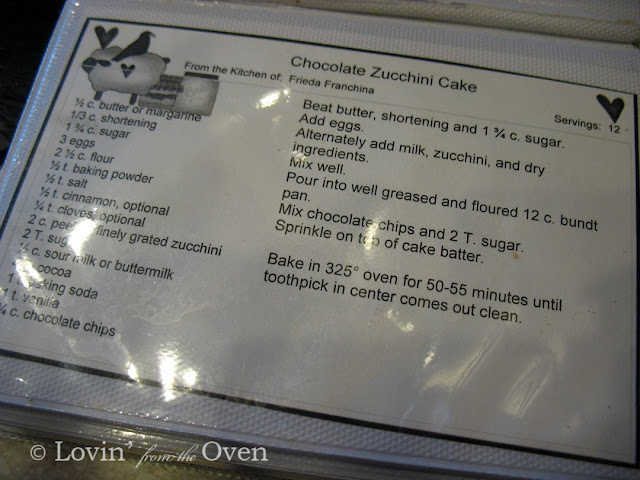 Chocolate Zucchini Cake
From the Kitchen of: Frieda Franchina
Servings: 12
½ c. butter or margarine
1/3 c. shortening
1 ¾ c. sugar
3 eggs
2 ½ c. flour
½ t. baking powder
½ t. salt
½ t. cinnamon, optional
¼ t. cloves, optional
2 c. finely grated zucchini
2 T. sugar
½ c. sour milk or buttermilk
cocoa
baking soda
1 t. vanilla
c. chocolate chips
Beat butter, shortening and 1 ¾ c. sugar.
Add eggs.
Alternately add milk, zucchini, and dry
ingredients.
Mix well.
Pour into well greased and floured 12 c. bundt
pan.
Mix chocolate chips and 2 T. sugar.
Sprinkle on top of cake batter.
Bake in 325° oven for 50-55 minutes until
toothpick in center comes out clean.
© Lovin' from the Oven